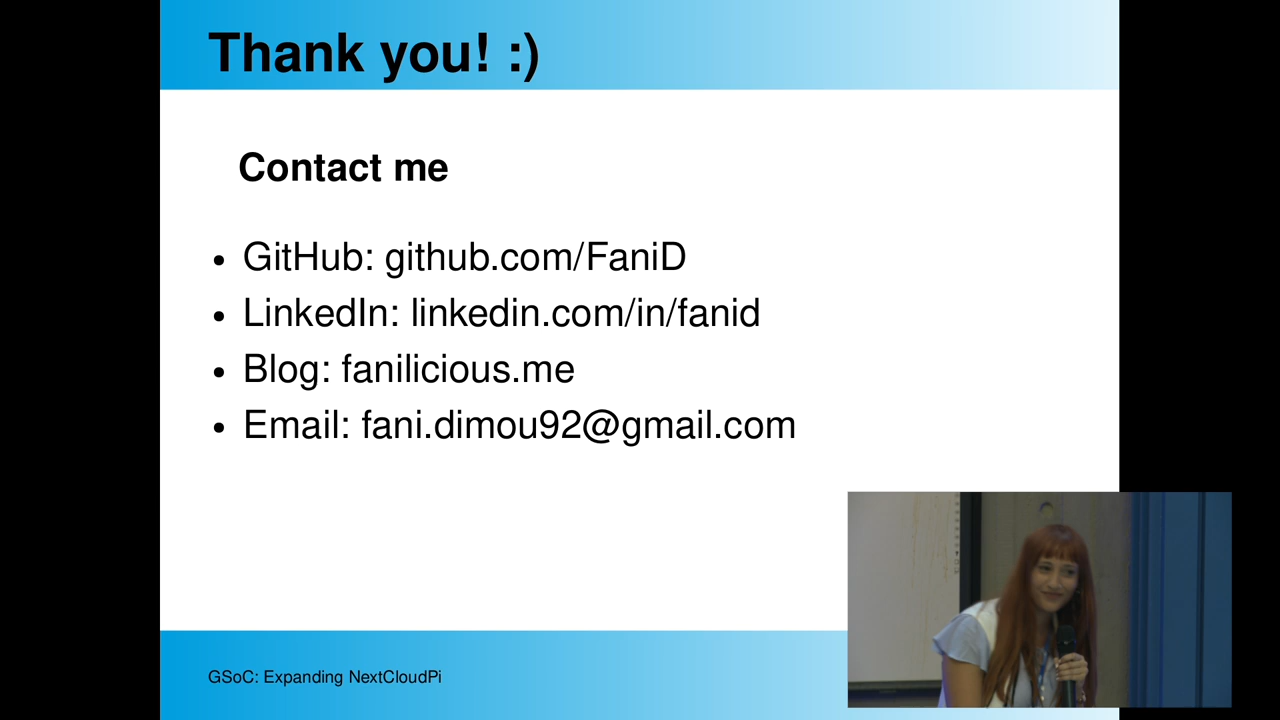 Thank you! :)
Contact me
• GitHub: github.com/FaniD
• LinkedIn: linkedin.com/in/fanid
• Blog: fanilicious.me
• Email: fani.dimou92@gmail.com
GSoC: Expanding NextCloudPi